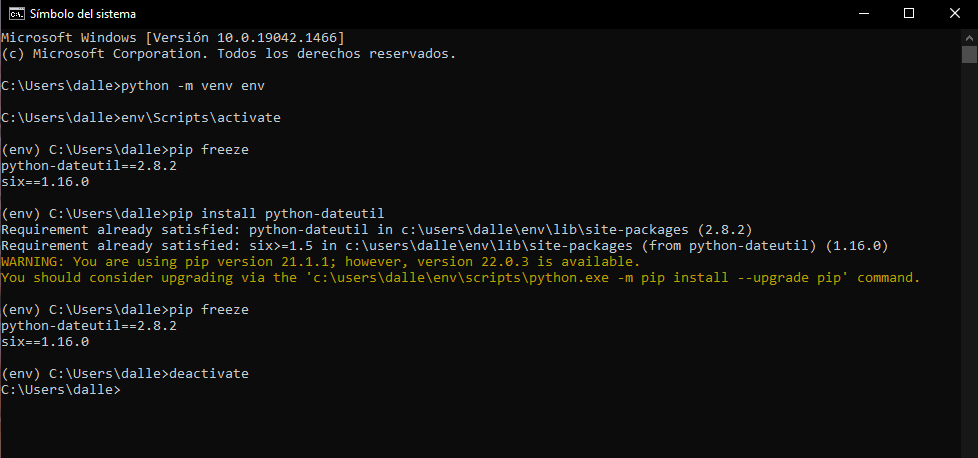 Símbolo del sistema
Microsoft Windows [Versión 10.0.19042.1466]
(c) Microsoft Corporation. Todos los derechos reservados.
C:\Users\dalle>python -m venv env
C:\Users\dalle>env\Scripts\activate
(env) C:\Users\dalle>pip freeze
python-dateutil==2.8.2
six==1.16.0
(env) C:\Users\dalle>pip install python-dateutil
Requirement already satisfied: python-dateutil in c:\users\dalle\env\lib\site-packages (2.8.2)
Requirement already satisfied: six>=1.5 in c:\users\dalle\env\lib\site-packages (from python-dateutil) (1.16.0)
WARNING: You are using pip version 21.1.1; however, version 22.0.3 is available.
You should consider upgrading via the 'c:\users\dalle\env\scripts\python.exe -m pip install --upgrade pip' command.
(env) C:\Users\dalle>pip freeze
python-dateutil==2.8.2
six==1.16.0
(env) C:\Users\dalle>deactivate
C:\Users\dalle>